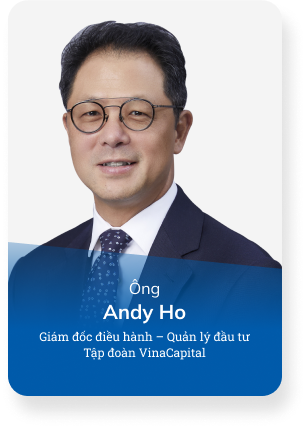 Ông
Andy Ho
Giám đốc điều hành – Quản lý đầu tư
Tập đoàn VinaCapital